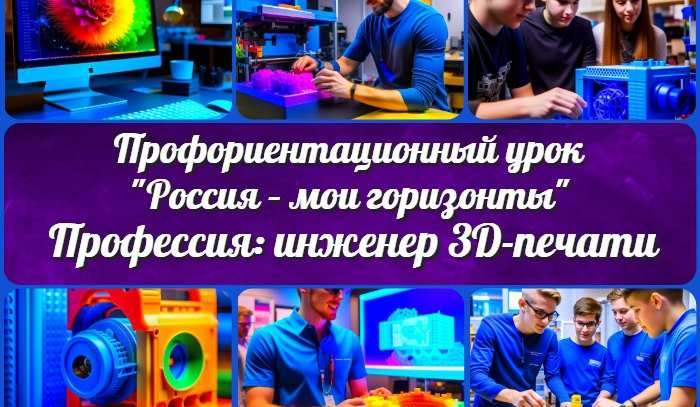 Профориентационный урок
"Россия – мои горизонты"
Профессия: инженер 3D-печати